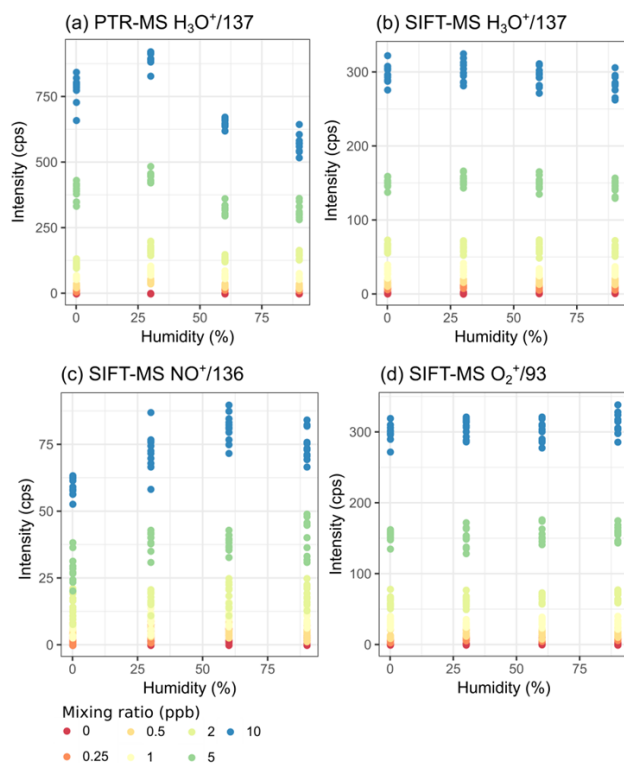 (a) PTR-MS H₃O⁺/137
(b) SIFT-MS H₃O⁺/137
Intensity (cps)
750
500
250
0
0 25 50 75
Humidity (%)
Intensity (cps)
300
200
100
0
0 25 50 75
Humidity (%)
(c) SIFT-MS NO⁺/136
(d) SIFT-MS O₂⁺/93
Intensity (cps)
75
50
25
0
0 25 50 75
Humidity (%)
Intensity (cps)
300
200
100
0
0 25 50 75
Humidity (%)
Mixing ratio (ppb)
0 0.5 2 10
0.25 1 5